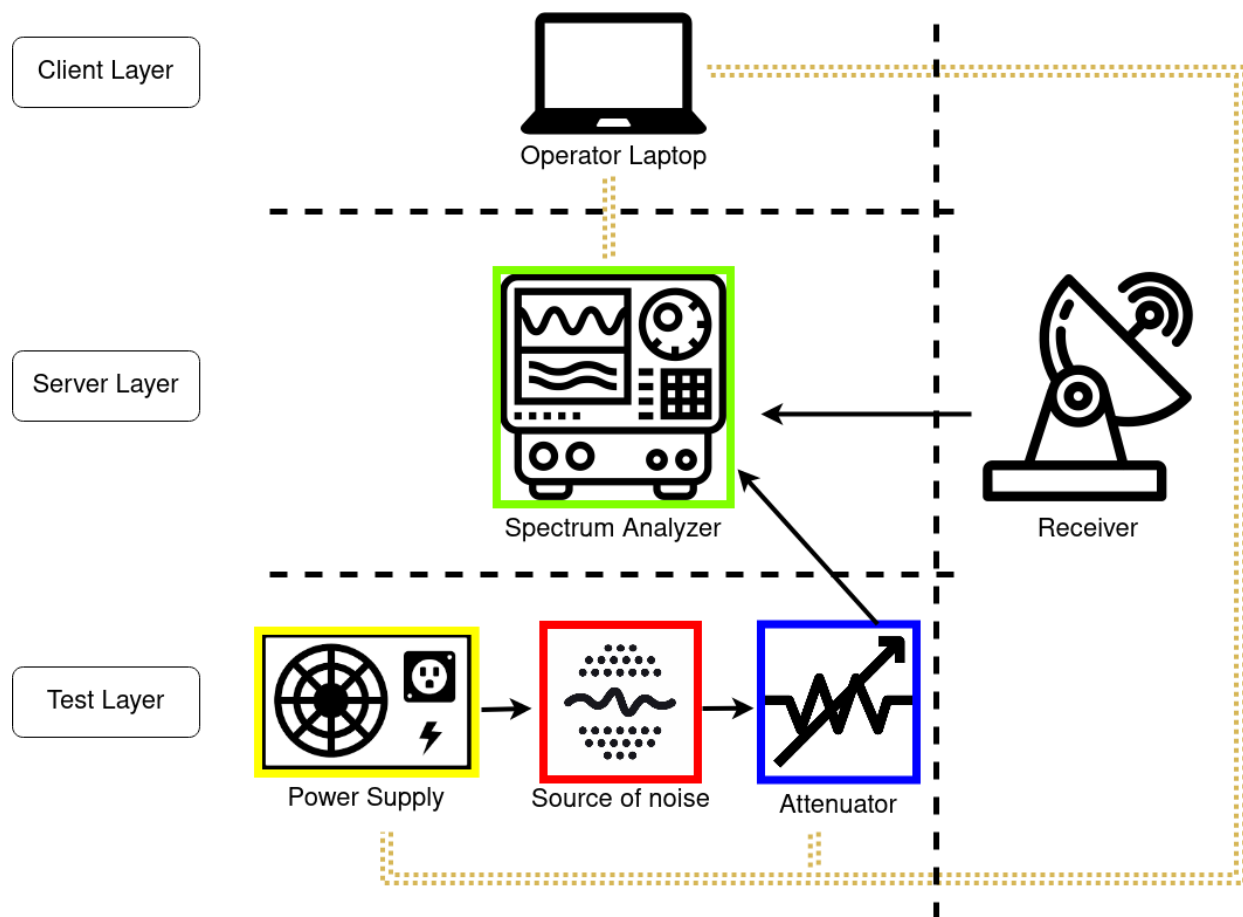 Client Layer
Operator Laptop
Server Layer
Spectrum Analyzer
Receiver
Test Layer
Power Supply
Source of noise
Attenuator